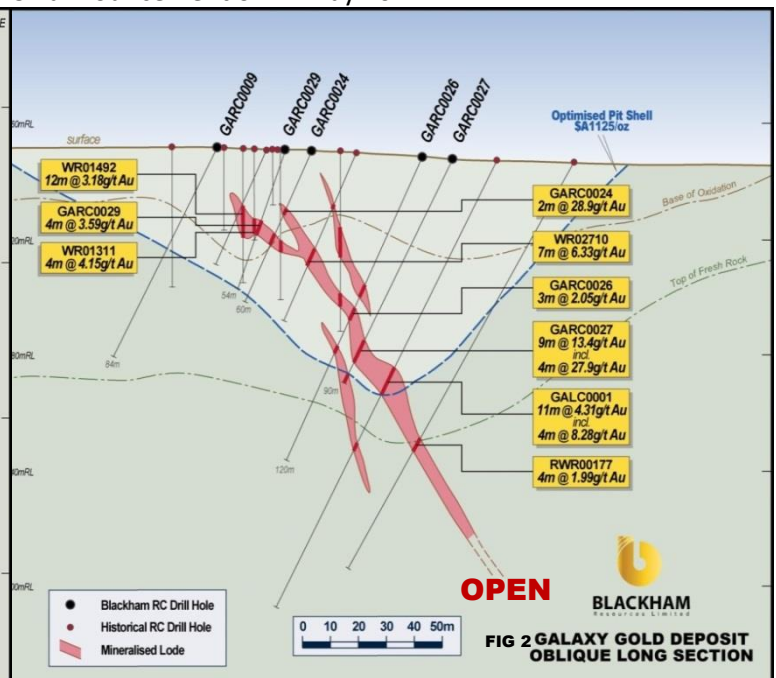 GARC0009
GARC0029
GARC0024
GARC0026
GARC0027
surface
Optimised Pit Shell
$A1125/oz
WR01492
12m @ 3.18g/t Au
GARC0029
4m @ 3.59g/t Au
WR01311
4m @ 4.15g/t Au
GARC0024
2m @ 28.9g/t Au
WR02710
7m @ 6.33g/t Au
GARC0026
3m @ 2.05g/t Au
GARC0027
9m @ 13.4g/t Au
incl.
4m @ 27.9g/t Au
GALC0001
11m @ 4.31g/t Au
incl.
4m @ 8.28g/t Au
RWR00177
4m @ 1.99g/t Au
Base of Oxidation
Top of Fresh Rock
54m
60m
84m
90m
120m
OPEN
Blackham RC Drill Hole
Historical RC Drill Hole
Mineralised Lode
0 10 20 30 40 50m
BLACKHAM
Resources Limited
FIG 2 GALAXY GOLD DEPOSIT
OBLIQUE LONG SECTION